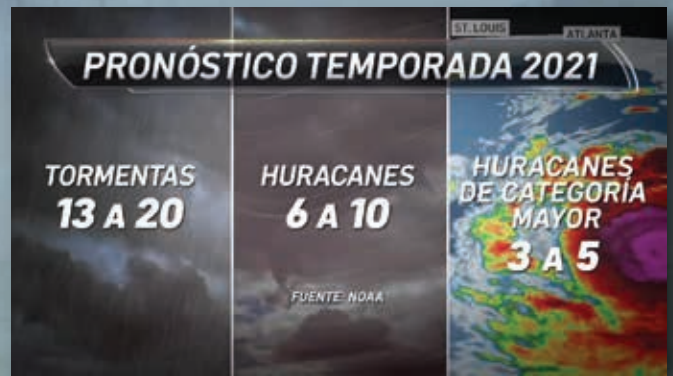 ST. LOUIS
ATLANTA
PRONÓSTICO TEMPORADA 2021
TORMENTAS
13 A 20
HURACANES
6 A 10
FUENTE: NOAA
HURACANES
DE CATEGORÍA
MAYOR
3 A 5